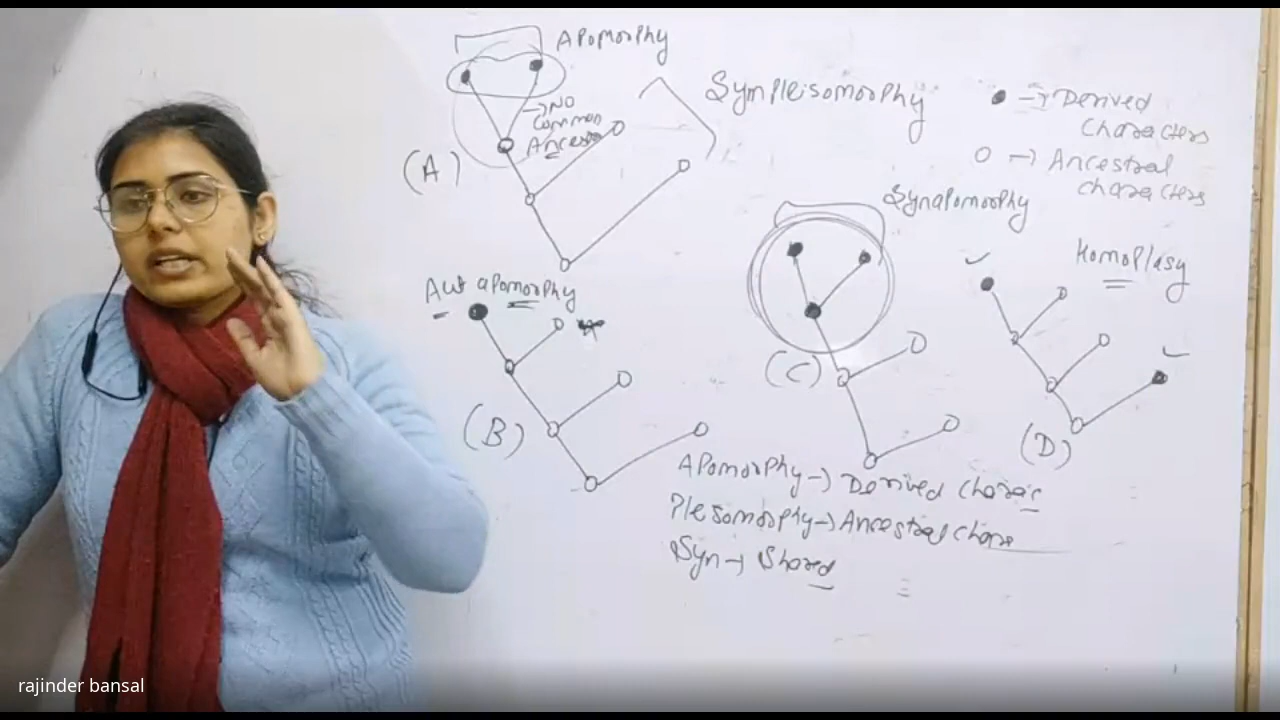 Apomorphy
→ No
Common
Ancesto
(A)
Symplesiomorphy
● → Derived
Characters
○ → Ancestral
characters
Synapomorphy
Homoplasy
Aut apomorphy
(B)
(C)
(D)
Apomorphy → Derived Charac
Plesomorphy → Ancestral Chara
Syn → Shared
rajinder bansal